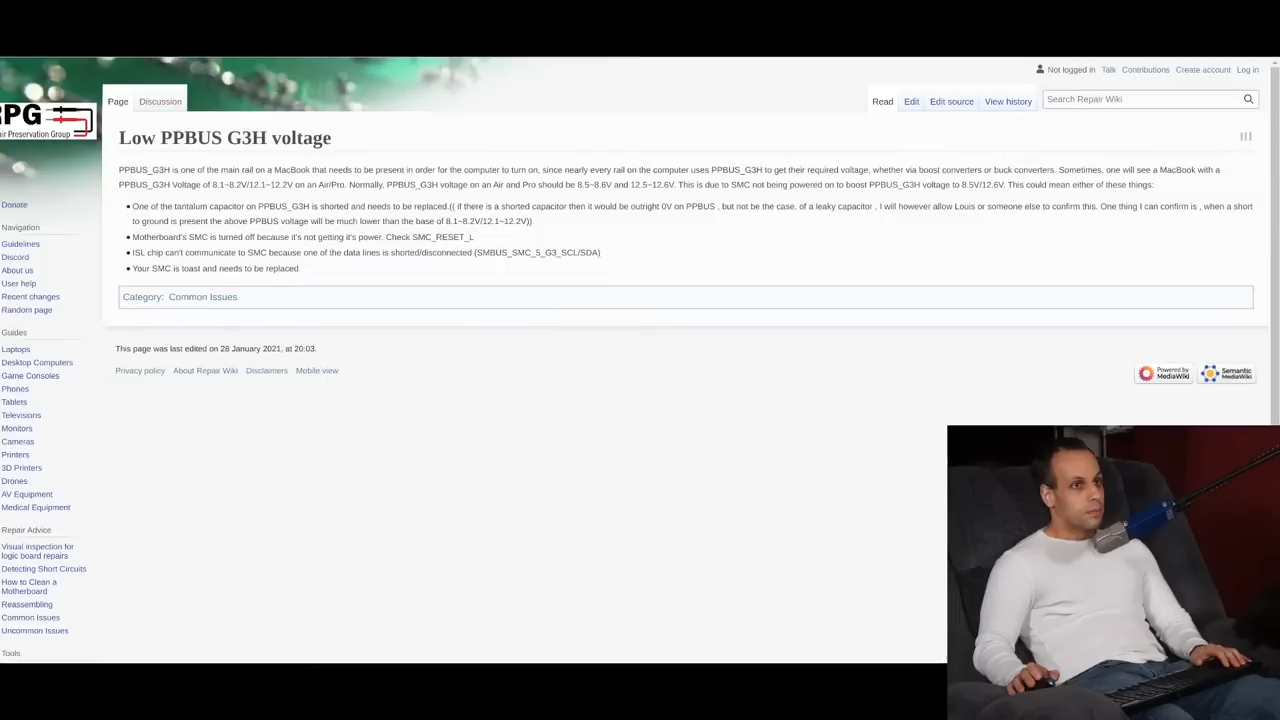 Not logged in Talk Contributions Create account Log in
Page Discussion Read Edit Edit source View history Search Repair Wiki
RPG
air Preservation Group
Low PPBUS G3H voltage
PPBUS_G3H is one of the main rail on a MacBook that needs to be present in order for the computer to turn on, since nearly every rail on the computer uses PPBUS_G3H to get their required voltage, whether via boost converters or buck converters. Sometimes, one will see a MacBook with a
PPBUS_G3H Voltage of 8.1~8.2V/12.1~12.2V on an Air/Pro. Normally, PPBUS_G3H voltage on an Air and Pro should be 8.5~8.6V and 12.5~12.6V. This is due to SMC not being powered on to boost PPBUS_G3H voltage to 8.5V/12.6V. This could mean either of these things:
• One of the tantalum capacitor on PPBUS_G3H is shorted and needs to be replaced.(( if there is a shorted capacitor then it would be outright 0V on PPBUS , but not be the case. of a leaky capacitor , I will however allow Louis or someone else to confirm this. One thing I can confirm is , when a short
to ground is present the above PPBUS voltage will be much lower than the base of 8.1~8.2V/12.1~12.2V))
• Motherboard's SMC is turned off because it's not getting it's power. Check SMC_RESET_L
• ISL chip can't communicate to SMC because one of the data lines is shorted/disconnected (SMBUS_SMC_5_G3_SCL/SDA)
• Your SMC is toast and needs to be replaced.
Category: Common Issues
This page was last edited on 28 January 2021, at 20:03.
Privacy policy About Repair Wiki Disclaimers Mobile view
Powered by
MediaWiki
Semantic
MediaWiki
Donate
Navigation
Guidelines
Discord
About us
User help
Recent changes
Random page
Guides
Laptops
Desktop Computers
Game Consoles
Phones
Tablets
Televisions
Monitors
Cameras
Printers
3D Printers
Drones
AV Equipment
Medical Equipment
Repair Advice
Visual inspection for
logic board repairs
Detecting Short Circuits
How to Clean a
Motherboard
Reassembling
Common Issues
Uncommon Issues
Tools